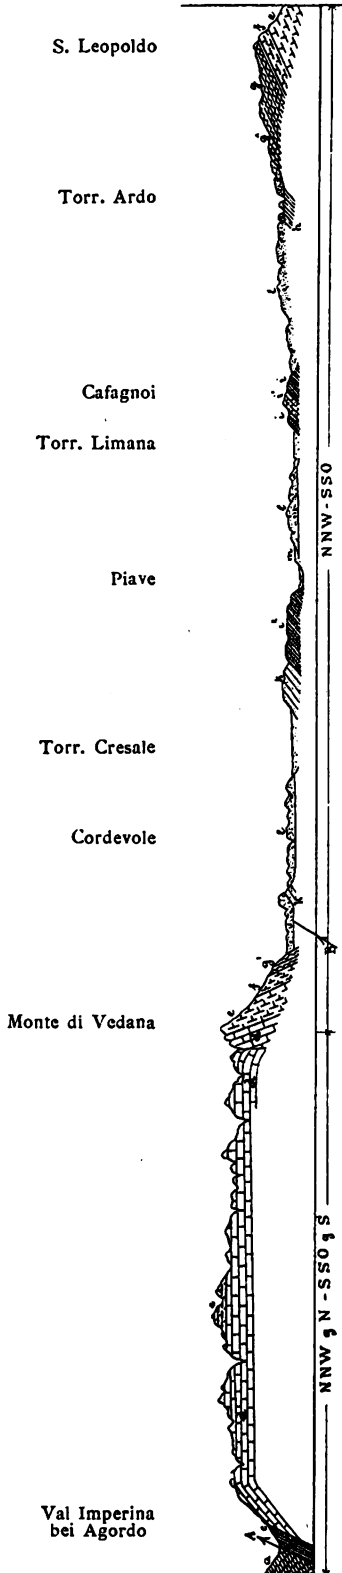 S. Leopoldo
Torr. Ardo
Cafagnoi
Torr. Limana
Piave
Torr. Cresale
Cordevole
Monte di Vedana
Val Imperina
bei Agordo
NNW-SSO
NNW g N - SSO g S